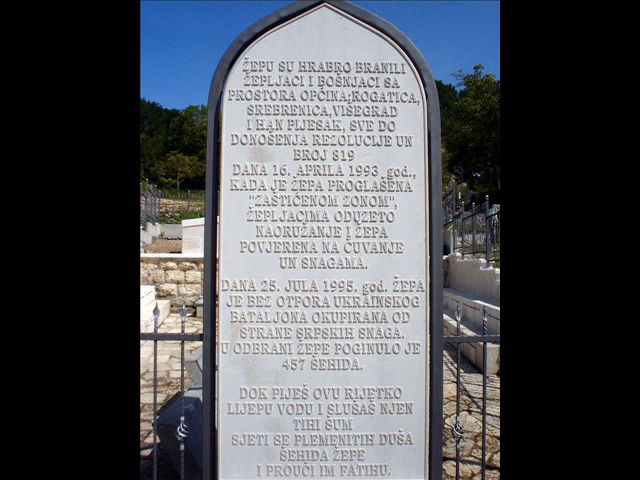 ŽEPU SU HRABRO BRANILI
ŽEPLJACI I BOŠNJACI SA
PROSTORA OPĆINA;ROGATICA,
SREBRENICA,VIŠEGRAD
I HAN PIJESAK, SVE DO
DONOŠENJA REZOLUCIJE UN
BROJ 819
DANA 16. APRILA 1993 god.,
KADA JE ŽEPA PROGLAŠENA
"ZAŠTIĆENOM ZONOM",
ŽEPLJACIMA ODUZETO
NAORUŽANJE I ŽEPA
POVJERENA NA ČUVANJE
UN SNAGAMA.
DANA 25. JULA 1995. god. ŽEPA
JE BEZ OTPORA UKRAINSKOG
BATALJONA OKUPIRANA OD
STRANE SRPSKIH SNAGA.
U ODBRANI ŽEPE POGINULO JE
457 ŠEHIDA.
DOK PIJEŠ OVU RIJETKO
LIJEPU VODU I SLUŠAŠ NJEN
TIHI ŠUM
SJETI SE PLEMENITIH DUŠA
ŠEHIDA ŽEPE
I PROUČI IM FATIHU.